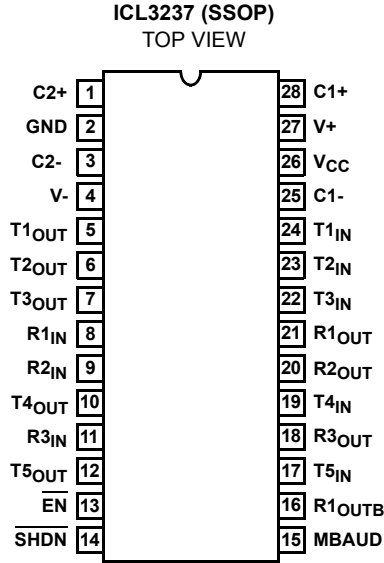 ICL3237 (SSOP)
TOP VIEW
C2+ 1 28 C1+
GND 2 27 V+
C2- 3 26 VCC
V- 4 25 C1-
T1OUT 5 24 T1IN
T2OUT 6 23 T2IN
T3OUT 7 22 T3IN
R1IN 8 21 R1OUT
R2IN 9 20 R2OUT
T4OUT 10 19 T4IN
R3IN 11 18 R3OUT
T5OUT 12 17 T5IN
EN 13 16 R1OUTB
SHDN 14 15 MBAUD